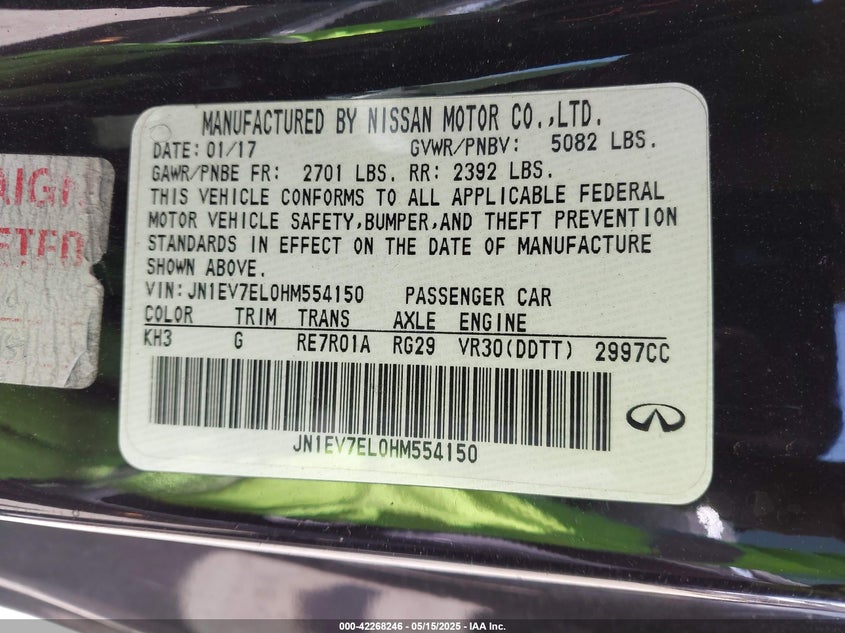 MANUFACTURED BY NISSAN MOTOR CO.,LTD.
DATE: 01/17 GVWR/PNBV: 5082 LBS.
GAWR/PNBE FR: 2701 LBS. RR: 2392 LBS.
THIS VEHICLE CONFORMS TO ALL APPLICABLE FEDERAL
MOTOR VEHICLE SAFETY,BUMPER,AND THEFT PREVENTION
STANDARDS IN EFFECT ON THE DATE OF MANUFACTURE
SHOWN ABOVE.
VIN:JN1EV7EL0HM554150 PASSENGER CAR
COLOR TRIM TRANS AXLE ENGINE
KH3 G RE7R01A RG29 VR30(DDTT) 2997CC
JN1EV7EL0HM554150
000-42268246 - 05/15/2025 - IAA Inc.